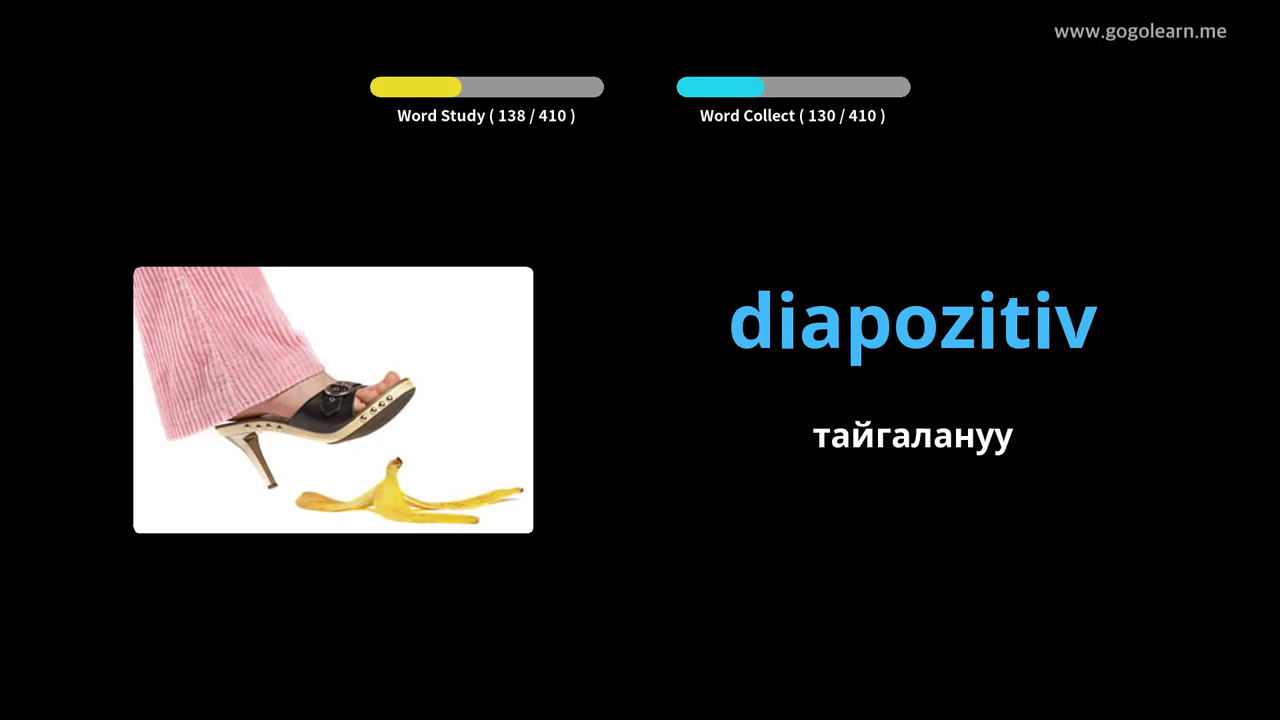 www.gogolearn.me
Word Study ( 138 / 410 )
Word Collect ( 130 / 410 )
diapozitiv
тайгалануу